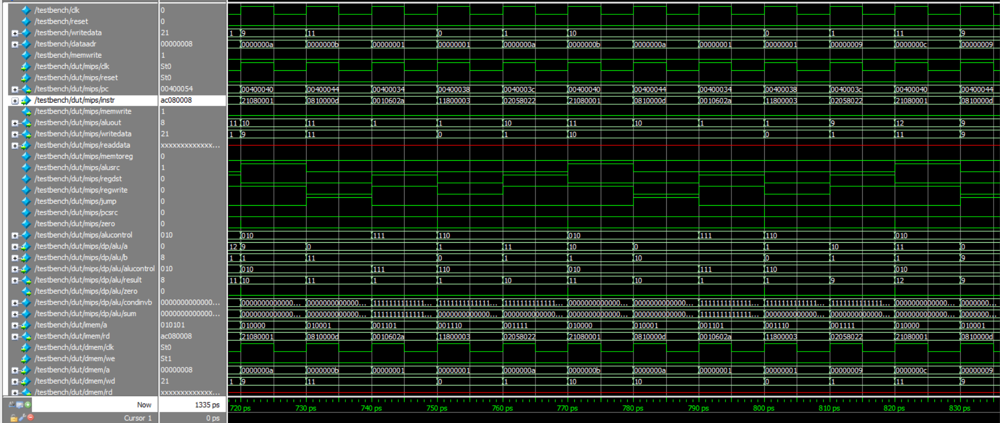 /testbench/clk 0
/testbench/reset 0
/testbench/writedata 21 1 9 11 0 1 10 0 1 11 9
/testbench/dataadr 00000008 0000000a 0000000b 00000001 00000001 0000000a 0000000b 0000000a 00000001 00000001 00000009 0000000c 00000009
/testbench/memwrite 1
/testbench/dut/mips/clk St0
/testbench/dut/mips/reset St0
/testbench/dut/mips/pc 00400054 00400040 00400044 00400034 00400038 0040003c 00400040 00400044 00400034 00400038 0040003c 00400040 00400044
/testbench/dut/mips/instr ac080008 21080001 0810000d 0010602a 11800003 02058022 21080001 0810000d 0010602a 11800003 02058022 21080001 0810000d
/testbench/dut/mips/memwrite 1
/testbench/dut/mips/aluout 8 11 10 11 1 1 10 11 10 1 1 9 12 9
/testbench/dut/mips/writedata 21 1 9 11 0 1 10 0 1 11 9
/testbench/dut/mips/readdata xxxxxxxxxxxxx...
/testbench/dut/mips/memtoreg 0
/testbench/dut/mips/alusrc 1
/testbench/dut/mips/regdst 0
/testbench/dut/mips/regwrite 0
/testbench/dut/mips/jump 0
/testbench/dut/mips/pcsrc 0
/testbench/dut/mips/zero 0
/testbench/dut/mips/alucontrol 010 010 111 110 010 111 110 010
/testbench/dut/mips/dp/alu/a 0 12 9 0 1 11 10 0 1 10 11 0
/testbench/dut/mips/dp/alu/b 8 1 1 11 0 1 1 10 0 1 1 9
/testbench/dut/mips/dp/alu/alucontrol 010 010 111 110 010 111 110 010
/testbench/dut/mips/dp/alu/result 8 11 10 11 1 1 10 11 10 1 1 9 12 9
/testbench/dut/mips/dp/alu/zero 0
/testbench/dut/mips/dp/alu/condinvb 0000000000000... 0000000000000... 0000000000000... 1111111111111... 1111111111111... 1111111111111... 0000000000000... 0000000000000... 1111111111111... 1111111111111... 1111111111111... 0000000000000... 0000000...
/testbench/dut/mips/dp/alu/sum 0000000000000... 0000000000000... 0000000000000... 1111111111111... 0000000000000... 0000000000000... 0000000000000... 0000000000000... 1111111111111... 0000000000000... 0000000000000... 0000000000000... 0000000...
/testbench/dut/imem/a 010101 010000 010001 001101 001110 001111 010000 010001 001101 001110 001111 010000 010001
/testbench/dut/imem/rd ac080008 21080001 0810000d 0010602a 11800003 02058022 21080001 0810000d 0010602a 11800003 02058022 21080001 0810000d
/testbench/dut/dmem/clk St0
/testbench/dut/dmem/we St1
/testbench/dut/dmem/a 00000008 0000000a 0000000b 00000001 00000001 0000000a 0000000b 0000000a 00000001 00000001 00000009 0000000c 00000009
/testbench/dut/dmem/wd 21 1 9 11 0 1 10 10 0 1 11 9
/testbench/dut/dmem/rd xxxxxxxxxxxxx...
Now 1335 ps 720 ps 730 ps 740 ps 750 ps 760 ps 770 ps 780 ps 790 ps 800 ps 810 ps 820 ps 830 ps
Cursor 1 0 ps